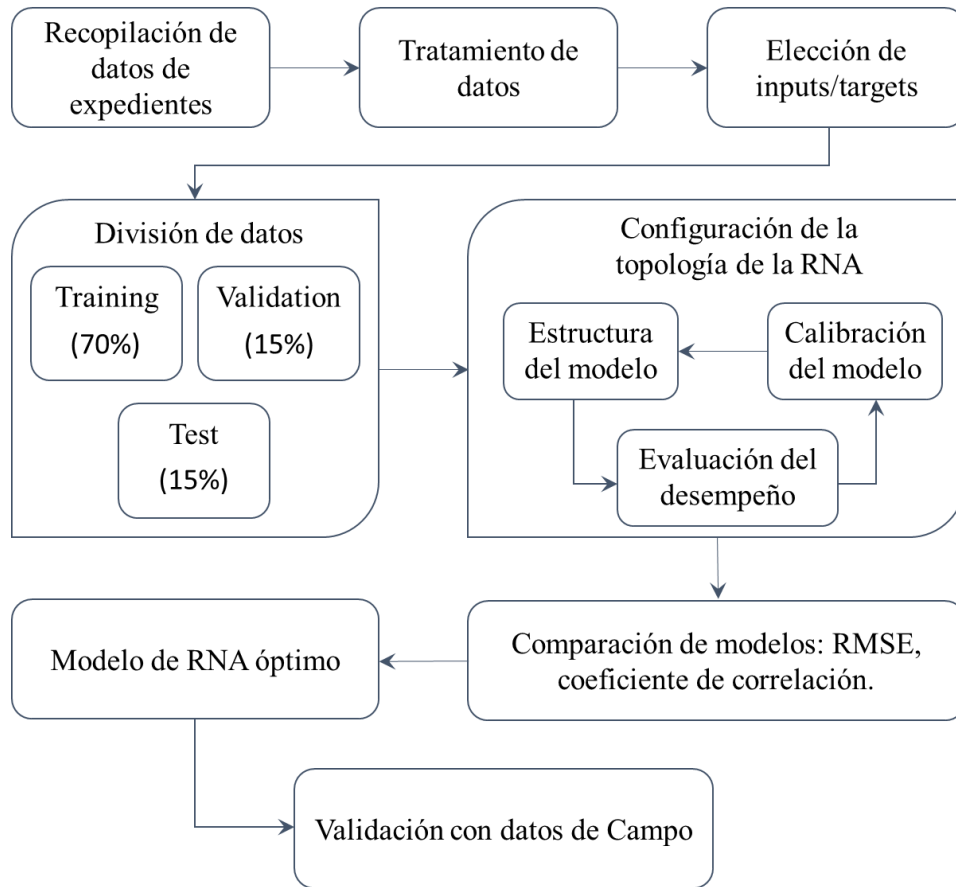 Recopilación de
datos de
expedientes
Tratamiento de
datos
Elección de
inputs/targets
División de datos
Training
(70%)
Validation
(15%)
Test
(15%)
Configuración de la
topología de la RNA
Estructura
del modelo
Calibración
del modelo
Evaluación del
desempeño
Comparación de modelos: RMSE,
coeficiente de correlación.
Modelo de RNA óptimo
Validación con datos de Campo